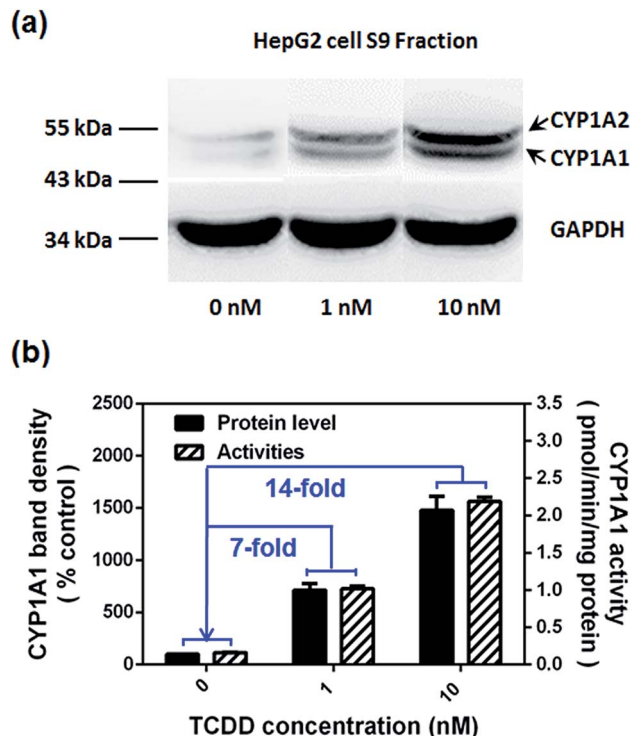 (a)
HepG2 cell S9 Fraction
55 kDa
CYP1A2
CYP1A1
43 kDa
34 kDa
GAPDH
0 nM 1 nM 10 nM
(b)
CYP1A1 band density
( % control )
2500
2000
1500
1000
500
0
Protein level
Activities
14-fold
7-fold
3.5
3.0
2.5
2.0
1.5
1.0
0.5
0.0
CYP1A1 activity
( pmol/min/mg protein )
0 1 10
TCDD concentration (nM)